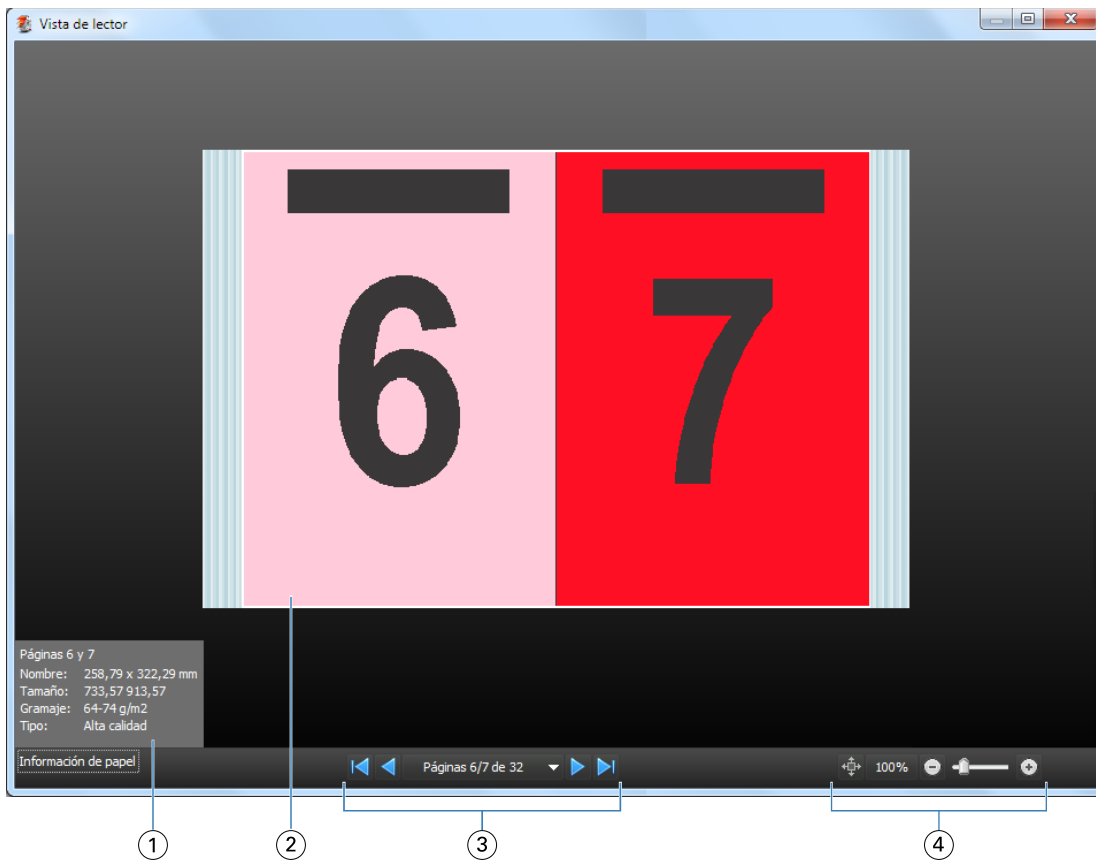 Vista de lector
6 7
Páginas 6 y 7
Nombre: 258,79 x 322,29 mm
Tamaño: 733,57 913,57
Gramaje: 64-74 g/m2
Tipo: Alta calidad
Información de papel
Páginas 6/7 de 32
100%
1 2 3 4